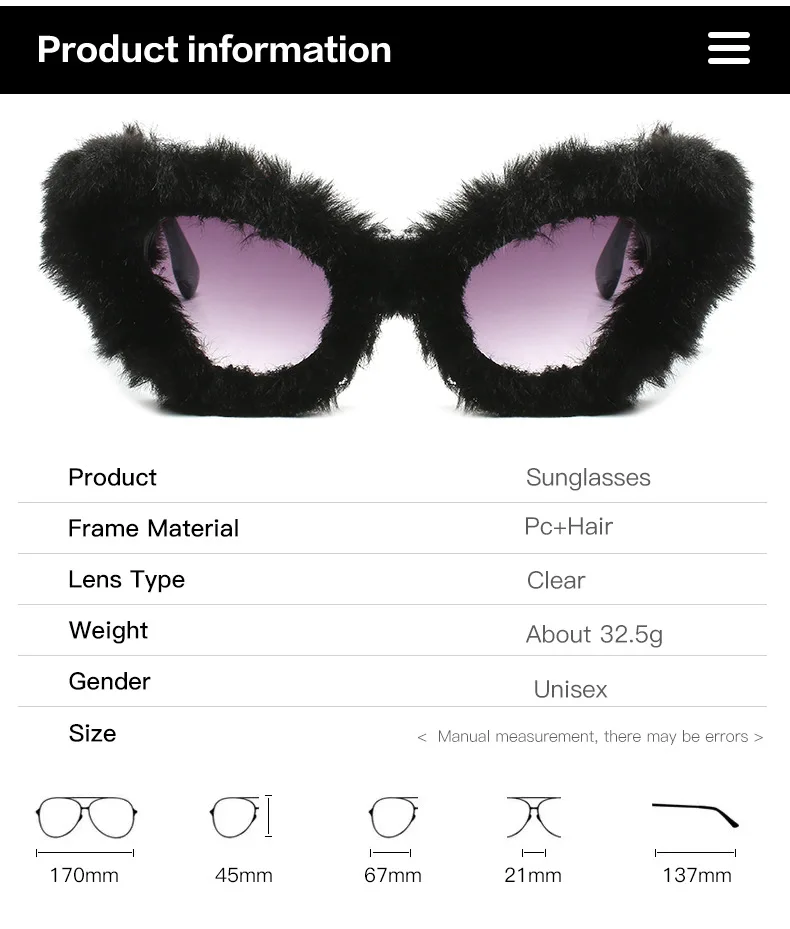 Product information
Product Sunglasses
Frame Material Pc+Hair
Lens Type Clear
Weight About 32.5g
Gender Unisex
Size < Manual measurement, there may be errors >
170mm 45mm 67mm 21mm 137mm